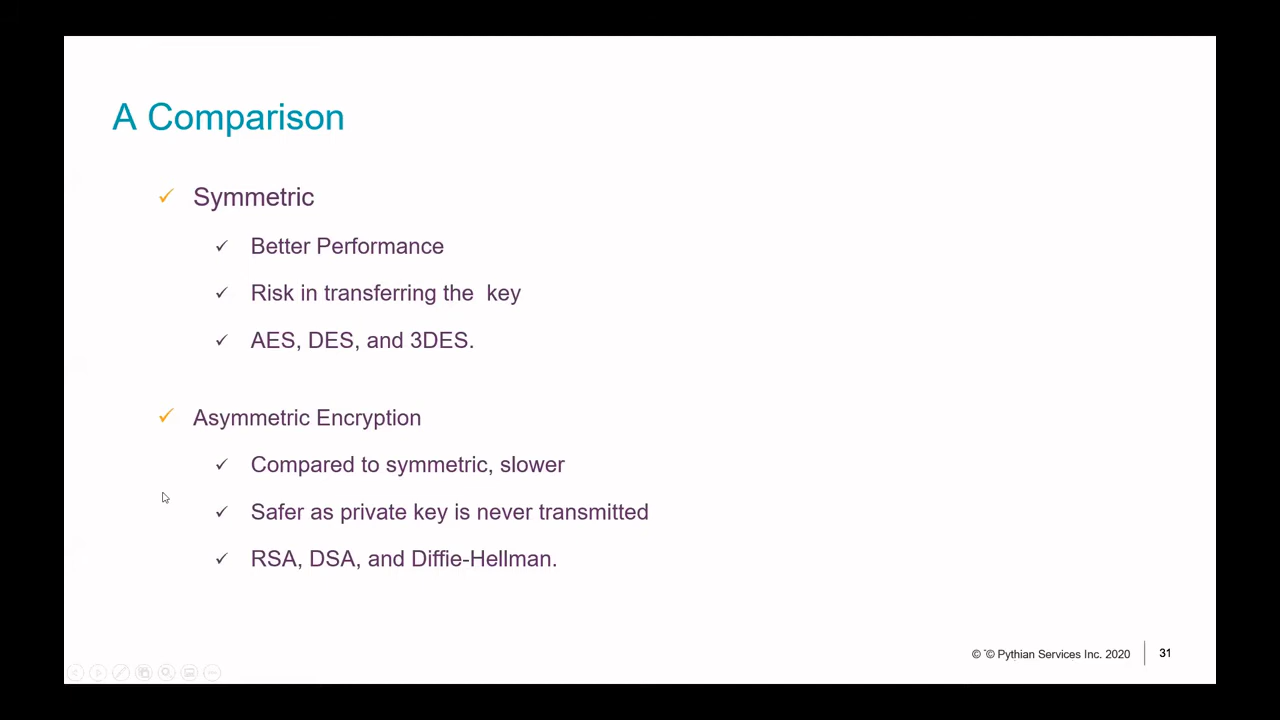 A Comparison
Symmetric
Better Performance
Risk in transferring the  key
AES, DES, and 3DES.
Asymmetric Encryption
Compared to symmetric, slower
Safer as private key is never transmitted
RSA, DSA, and Diffie-Hellman.
© ˜© Pythian Services Inc. 2020
31